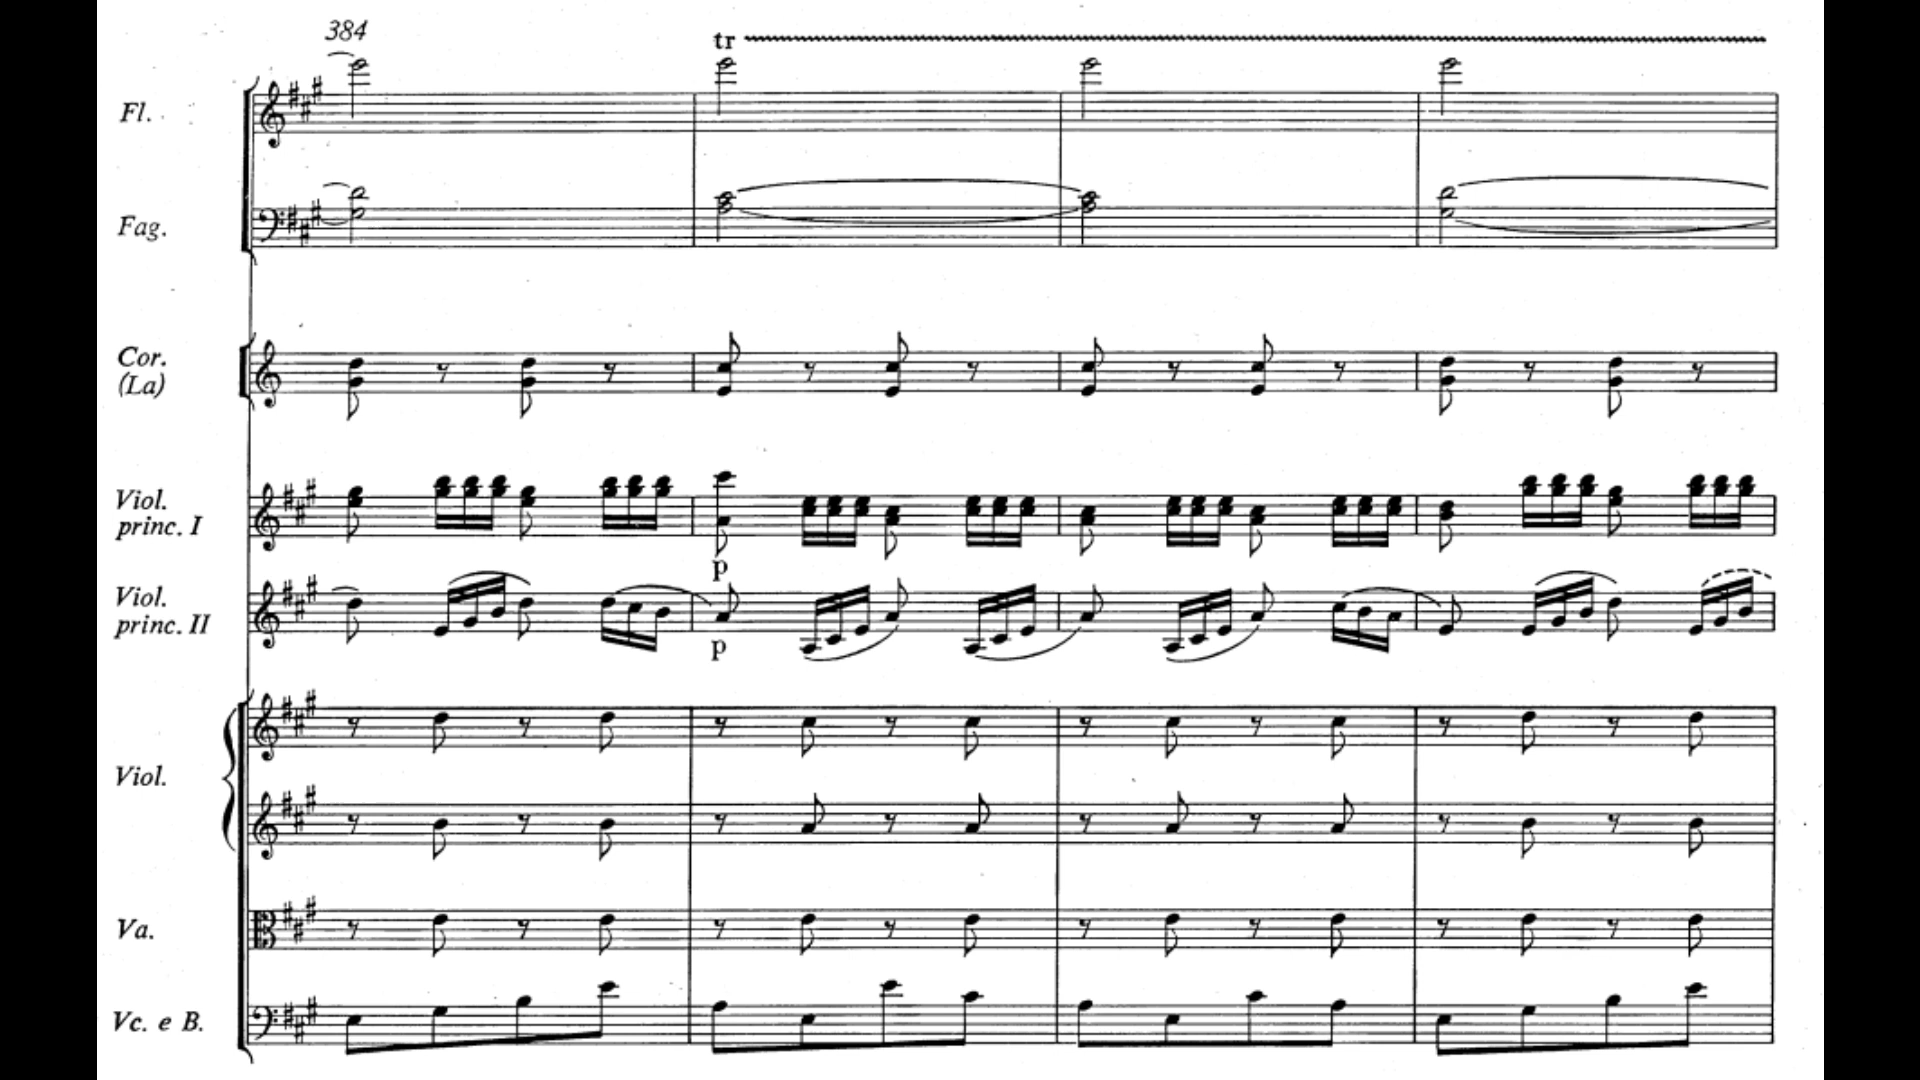 384
tr
Fl.
Fag.
Cor.
(La)
Viol.
princ. I
p
Viol.
princ. II
p
Viol.
Va.
Vc. e B.